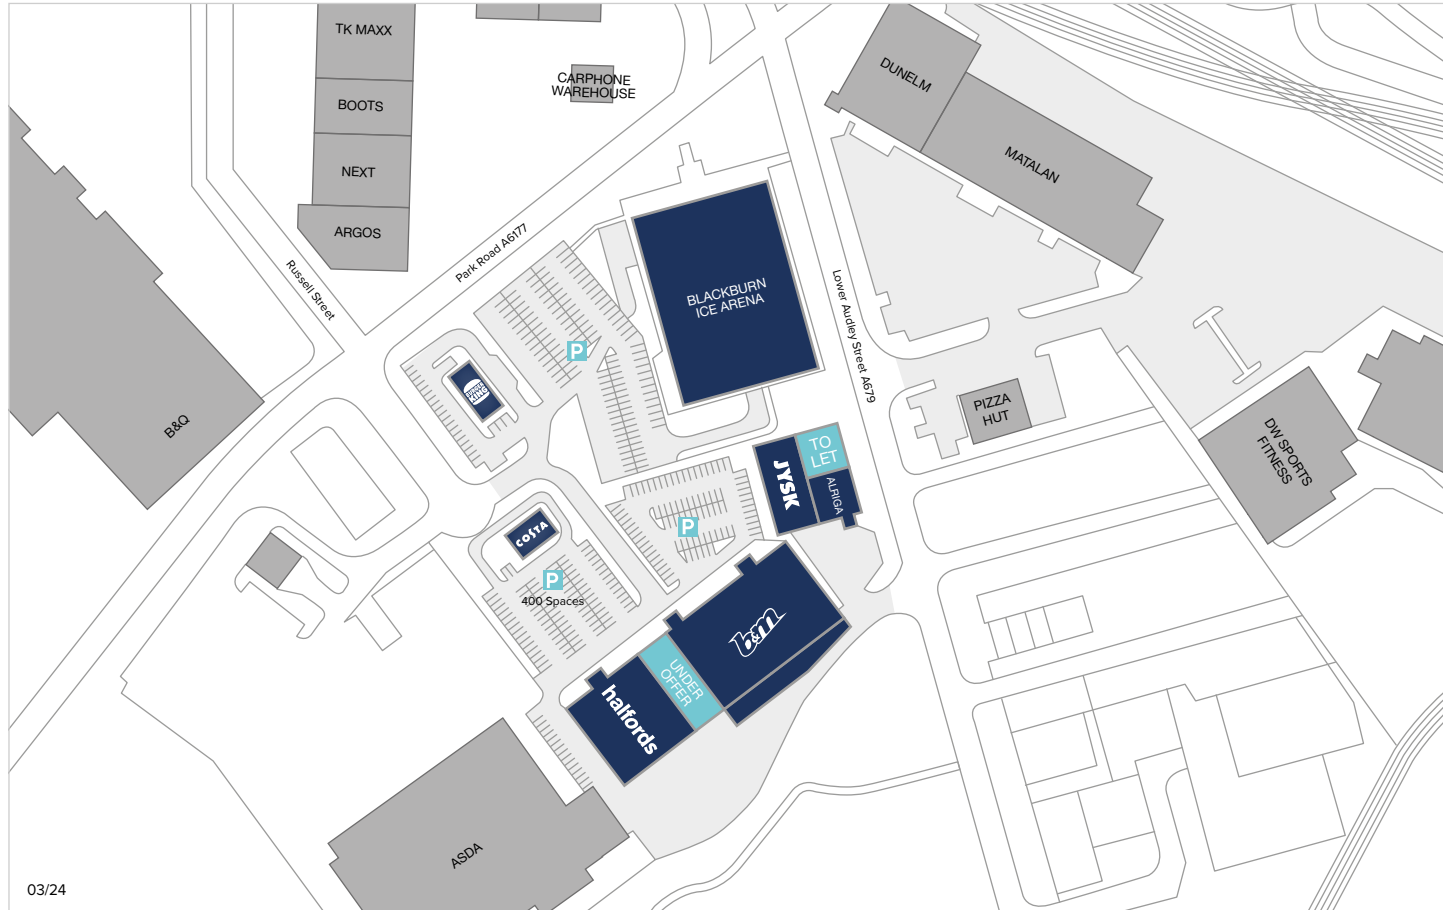 TK MAXX
BOOTS
NEXT
ARGOS
CARPHONE
WAREHOUSE
DUNELM
MATALAN
Park Road A6177
Russell Street
BLACKBURN
ICE ARENA
Lower Audley Street A679
P
BURGER
KING
B&Q
PIZZA
HUT
DW SPORTS
FITNESS
TO
LET
JYSK
ALRIGA
P
COSTA
P
400 Spaces
b&m
UNDER
OFFER
halfords
ASDA
03/24